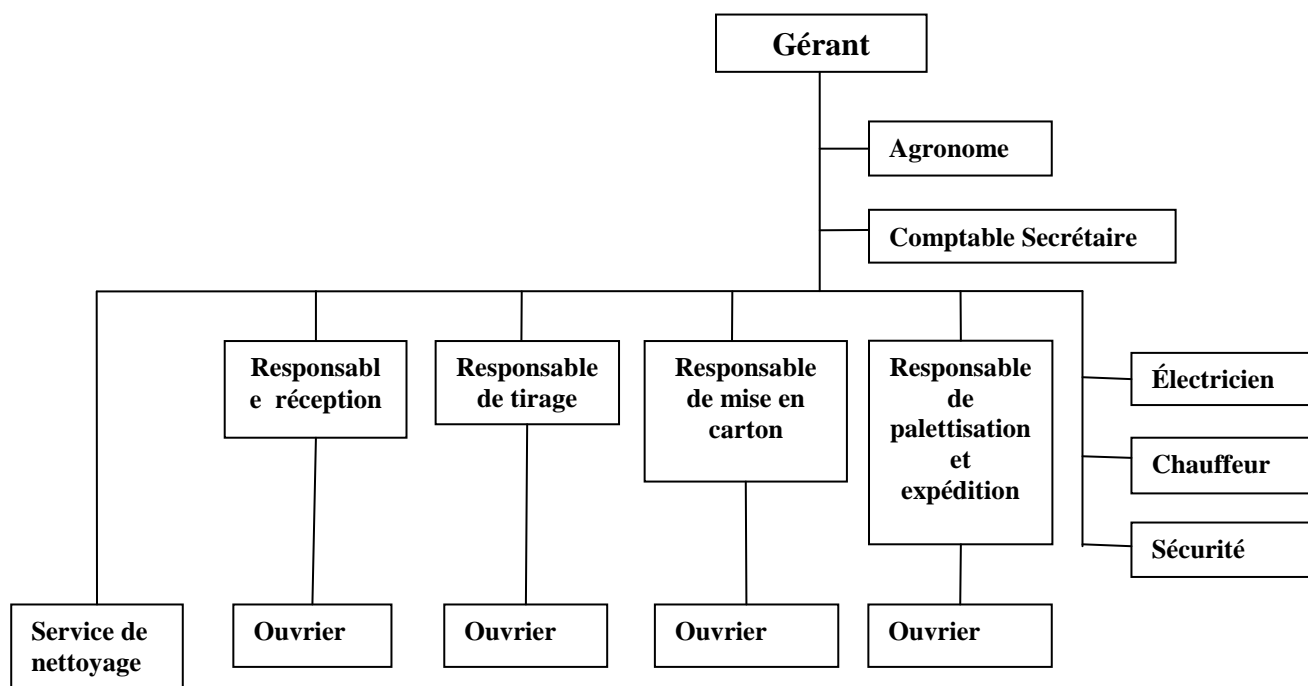 Gérant
Agronome
Comptable Secrétaire
Responsabl
e réception
Responsable
de tirage
Responsable
de mise en
carton
Responsable
de
palettisation
et
expédition
Électricien
Chauffeur
Sécurité
Service de
nettoyage
Ouvrier
Ouvrier
Ouvrier
Ouvrier